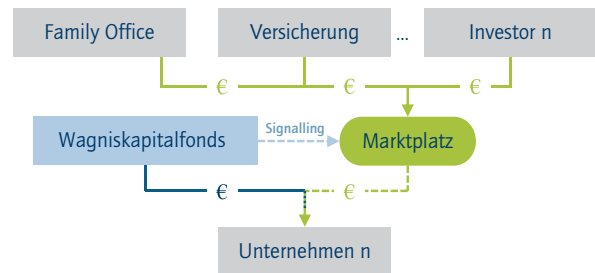 Family Office
Versicherung
...
Investor n
€
€
€
Wagniskapitalfonds
Signalling
Marktplatz
€
€
Unternehmen n